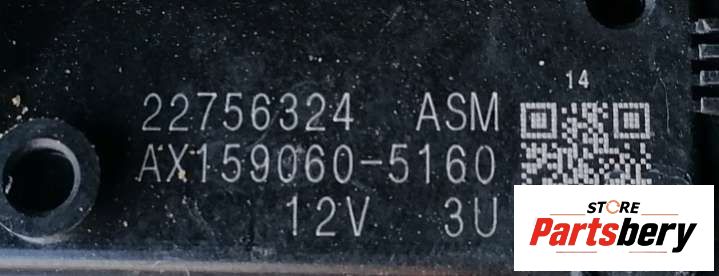 14
22756324 ASM
AX159060-5160
12V 3U
STORE
Partsbery